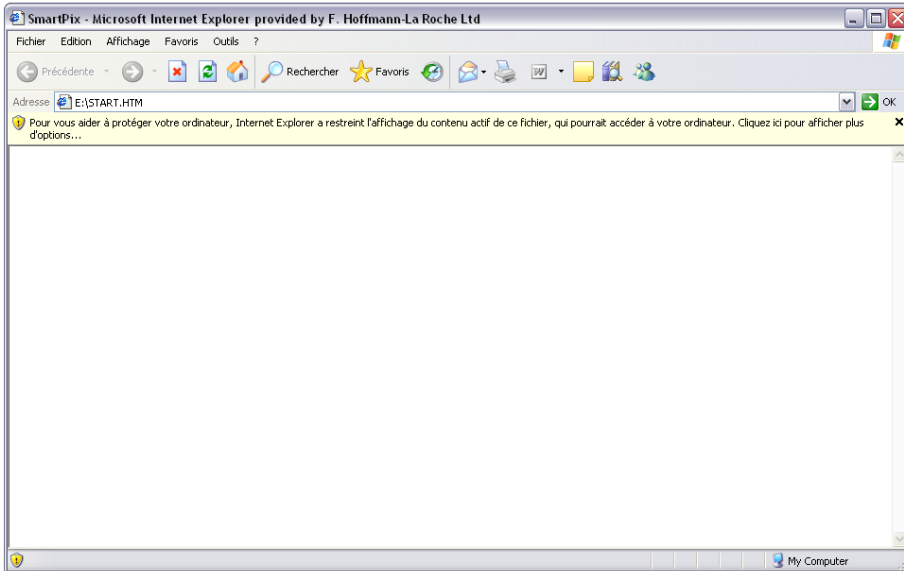 SmartPix - Microsoft Internet Explorer provided by F. Hoffmann-La Roche Ltd
Fichier Edition Affichage Favoris Outils ?
Précédente Rechercher Favoris W
Adresse E:\START.HTM OK
Pour vous aider à protéger votre ordinateur, Internet Explorer a restreint l'affichage du contenu actif de ce fichier, qui pourrait accéder à votre ordinateur. Cliquez ici pour afficher plus
d'options...
My Computer